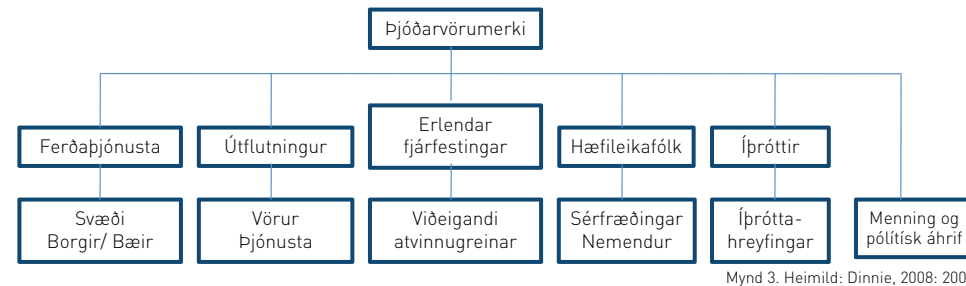 Þjóðarvörumerki
Ferðaþjónusta
Útflutningur
Erlendar
fjárfestingar
Hæfileikafólk
Íþróttir
Svæði
Borgir/ Bæir
Vörur
Þjónusta
Viðeigandi
atvinnugreinar
Sérfræðingar
Nemendur
Íþrótta-
hreyfingar
Menning og
pólítísk áhrif
Mynd 3. Heimild: Dinnie, 2008: 200